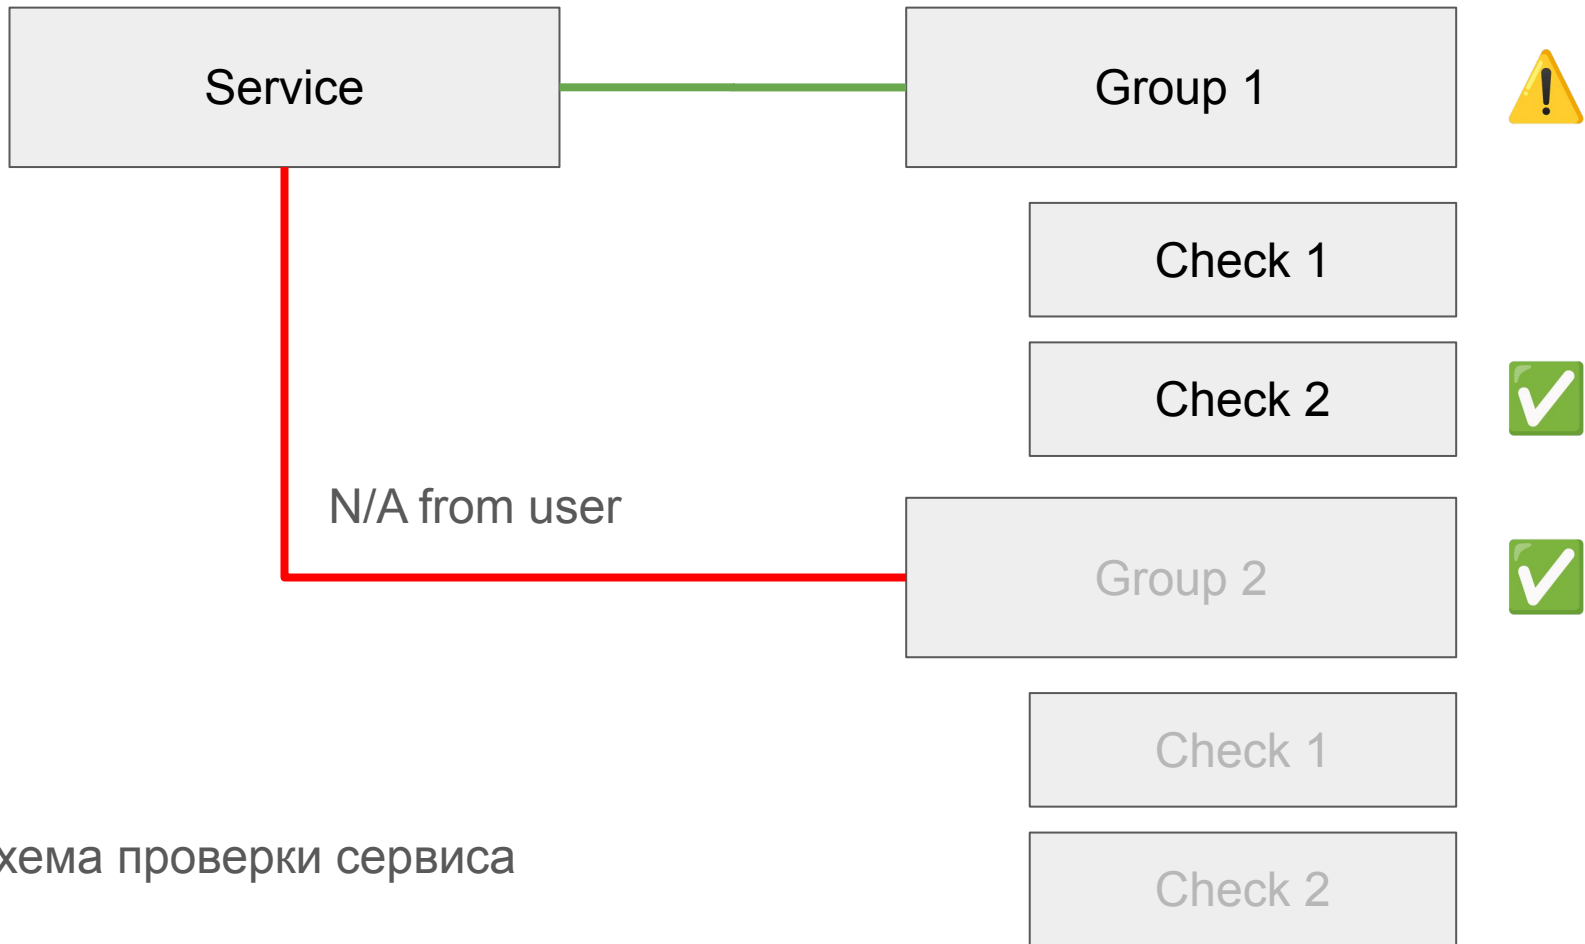 Service
Group 1
Check 1
Check 2
N/A from user
Group 2
Check 1
Check 2
хема проверки сервиса